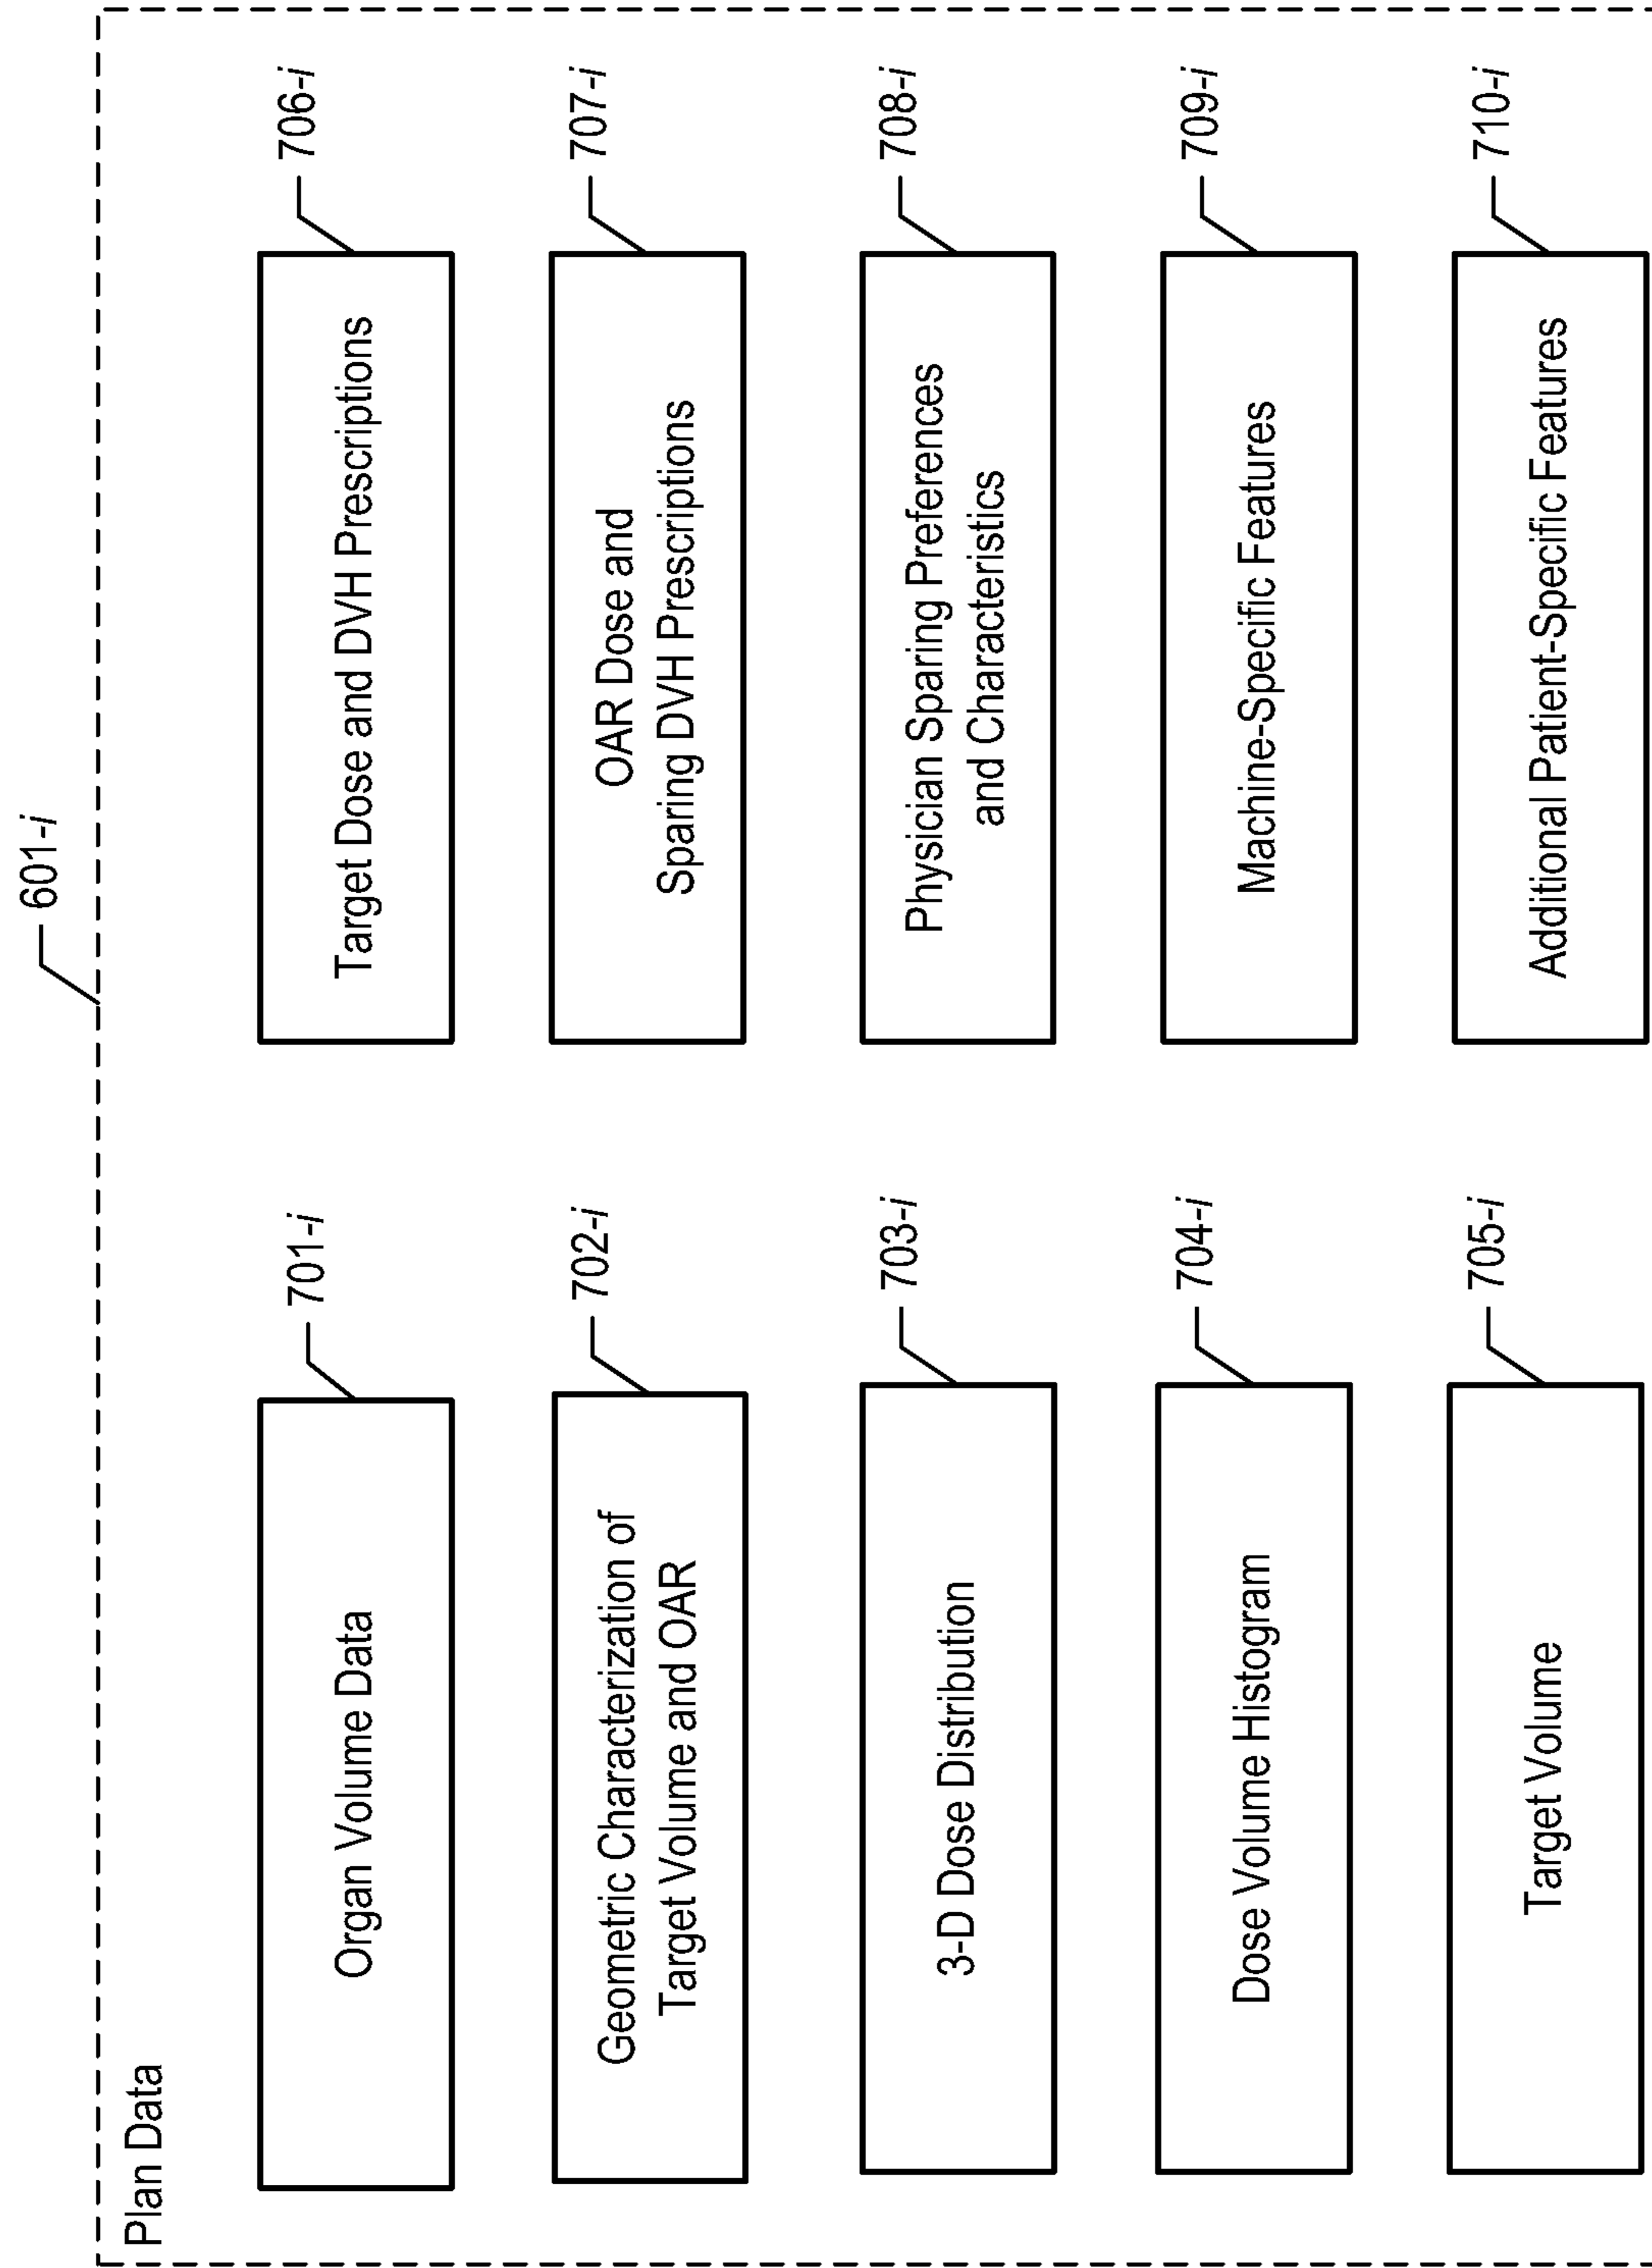 601-i
Plan Data
701-i
Organ Volume Data
702-i
Geometric Characterization of
Target Volume and OAR
703-i
3-D Dose Distribution
704-i
Dose Volume Histogram
705-i
Target Volume
706-i
Target Dose and DVH Prescriptions
707-i
OAR Dose and
Sparing DVH Prescriptions
708-i
Physician Sparing Preferences
and Characteristics
709-i
Machine-Specific Features
710-i
Additional Patient-Specific Features